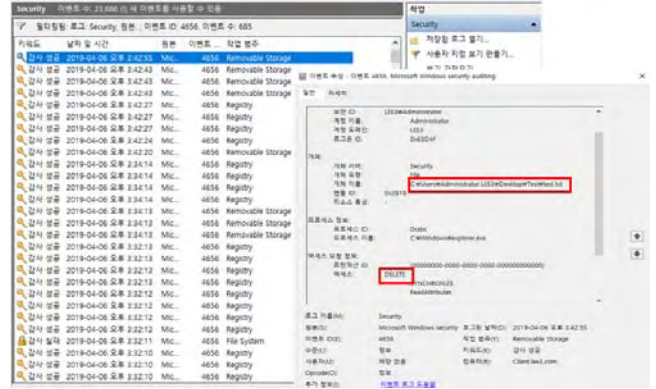 Security 이벤트 수: 23,686 (!) 새 이벤트를 사용할 수 있음
필터링됨: 로그: Security; 원본: ; 이벤트 ID: 4656. 이벤트 수: 685
키워드 날짜 및 시간 원본 이벤트 ... 작업 범주
감사 성공 2019-04-06 오후 3:42:55 Mic... 4656 Removable Storage
감사 성공 2019-04-06 오후 3:42:43 Mic... 4656 Removable Storage
감사 성공 2019-04-06 오후 3:42:43 Mic... 4656 Removable Storage
감사 성공 2019-04-06 오후 3:42:43 Mic... 4656 Removable Storage
감사 성공 2019-04-06 오후 3:42:27 Mic... 4656 Registry
감사 성공 2019-04-06 오후 3:42:27 Mic... 4656 Registry
감사 성공 2019-04-06 오후 3:42:27 Mic... 4656 Registry
감사 성공 2019-04-06 오후 3:42:24 Mic... 4656 Registry
감사 성공 2019-04-06 오후 3:42:20 Mic... 4656 Removable Storage
감사 성공 2019-04-06 오후 3:34:14 Mic... 4656 Registry
감사 성공 2019-04-06 오후 3:34:14 Mic... 4656 Registry
감사 성공 2019-04-06 오후 3:34:14 Mic... 4656 Registry
감사 성공 2019-04-06 오후 3:34:14 Mic... 4656 Registry
감사 성공 2019-04-06 오후 3:34:13 Mic... 4656 Removable Storage
감사 성공 2019-04-06 오후 3:34:13 Mic... 4656 Removable Storage
감사 성공 2019-04-06 오후 3:32:13 Mic... 4656 Registry
감사 성공 2019-04-06 오후 3:32:13 Mic... 4656 Registry
감사 성공 2019-04-06 오후 3:32:13 Mic... 4656 Registry
감사 성공 2019-04-06 오후 3:32:12 Mic... 4656 Registry
감사 성공 2019-04-06 오후 3:32:12 Mic... 4656 Registry
감사 실패 2019-04-06 오후 3:32:11 Mic... 4656 File System
감사 성공 2019-04-06 오후 3:32:10 Mic... 4656 Registry
감사 성공 2019-04-06 오후 3:32:10 Mic... 4656 Registry
작업
Security
저장된 로그 열기...
사용자 지정 보기 만들기...
이벤트 속성 - 이벤트 4656, Microsoft Windows security auditing.
일반 자세히
보안 ID:
계정 이름: Administrator
계정 도메인:
로그온 ID:
개체:
개체 서버: Security
개체 유형: File
개체 이름:
핸들 ID:
리소스 특성: -
프로세스 정보:
프로세스 ID:
프로세스 이름: C:\Windows\explorer.exe
액세스 요청 정보:
트랜잭션 ID: {00000000-0000-0000-0000-000000000000}
액세스: DELETE
SYNCHRONIZE
ReadAttributes
로그 이름(M): Security
원본(S): Microsoft Windows security 로그된 날짜(D): 2019-04-06 오후 3:42:55
이벤트 ID(E): 4656 작업 범주(Y): Removable Storage
수준(L): 정보 키워드(K): 감사 성공
사용자(U): 해당 없음 컴퓨터(R):
Opcode(O): 정보
추가 정보(I): 이벤트 로그 도움말